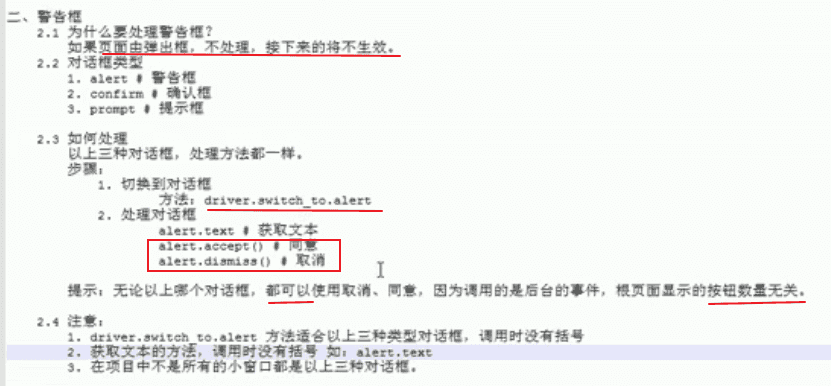 二、警告框
2.1 为什么要处理警告框?
如果页面由弹出框，不处理，接下来的将不生效。
2.2 对话框类型
1. alert # 警告框
2. confirm # 确认框
3. prompt # 提示框
2.3 如何处理
以上三种对话框，处理方法都一样。
步骤：
1. 切换到对话框
方法：driver.switch_to.alert
2. 处理对话框
alert.text # 获取文本
alert.accept() # 同意
alert.dismiss() # 取消
提示：无论以上哪个对话框，都可以使用取消、同意，因为调用的是后台的事件，根页面显示的按钮数量无关。
2.4 注意：
1. driver.switch_to.alert 方法适合以上三种类型对话框，调用时没有括号
2. 获取文本的方法，调用时没有括号 如：alert.text
3. 在项目中不是所有的小窗口都是以上三种对话框。